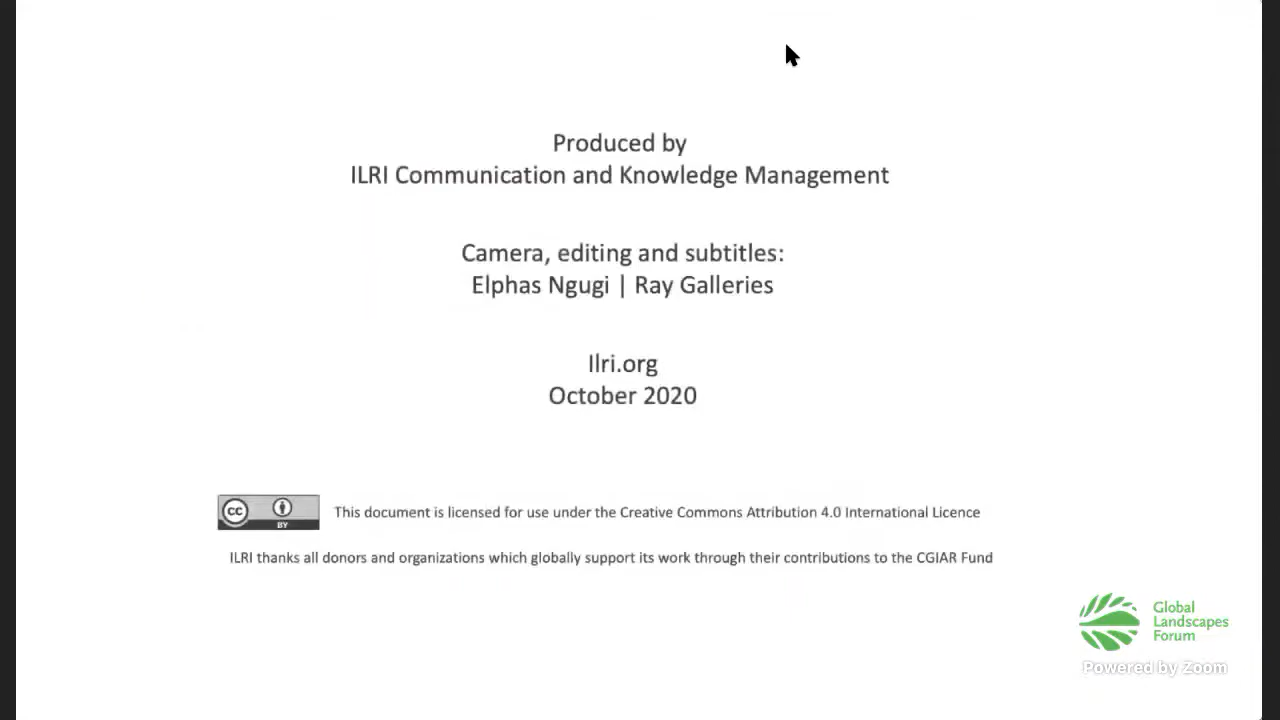 Produced by
ILRI Communication and Knowledge Management
Camera, editing and subtitles:
Elphas Ngugi | Ray Galleries
Ilri.org
October 2020
cc
BY
This document is licensed for use under the Creative Commons Attribution 4.0 International Licence
ILRI thanks all donors and organizations which globally support its work through their contributions to the CGIAR Fund
Global
Landscapes
Forum
Powered by Zoom